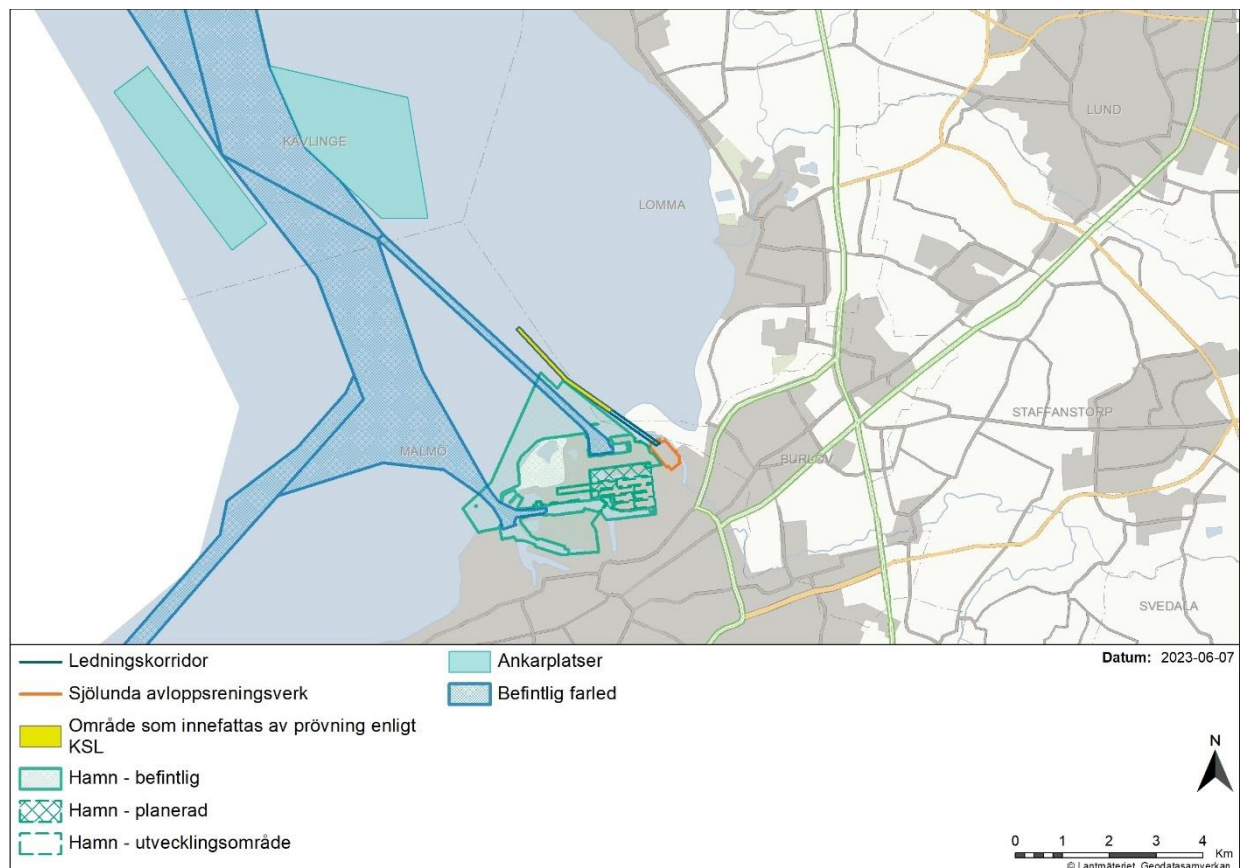 KÄVLINGE
LUND
LOMMA
STAFFANSTORP
MALMÖ
BURLÖV
SVEDALA
Ledningskorridor
Sjölunda avloppsreningsverk
Område som innefattas av prövning enligt
KSL
Hamn - befintlig
Hamn - planerad
Hamn - utvecklingsområde
Ankarplatser
Befintlig farled
Datum: 2023-06-07
N
0 1 2 3 4
Km
© Lantmäteriet, Geodatasamverkan